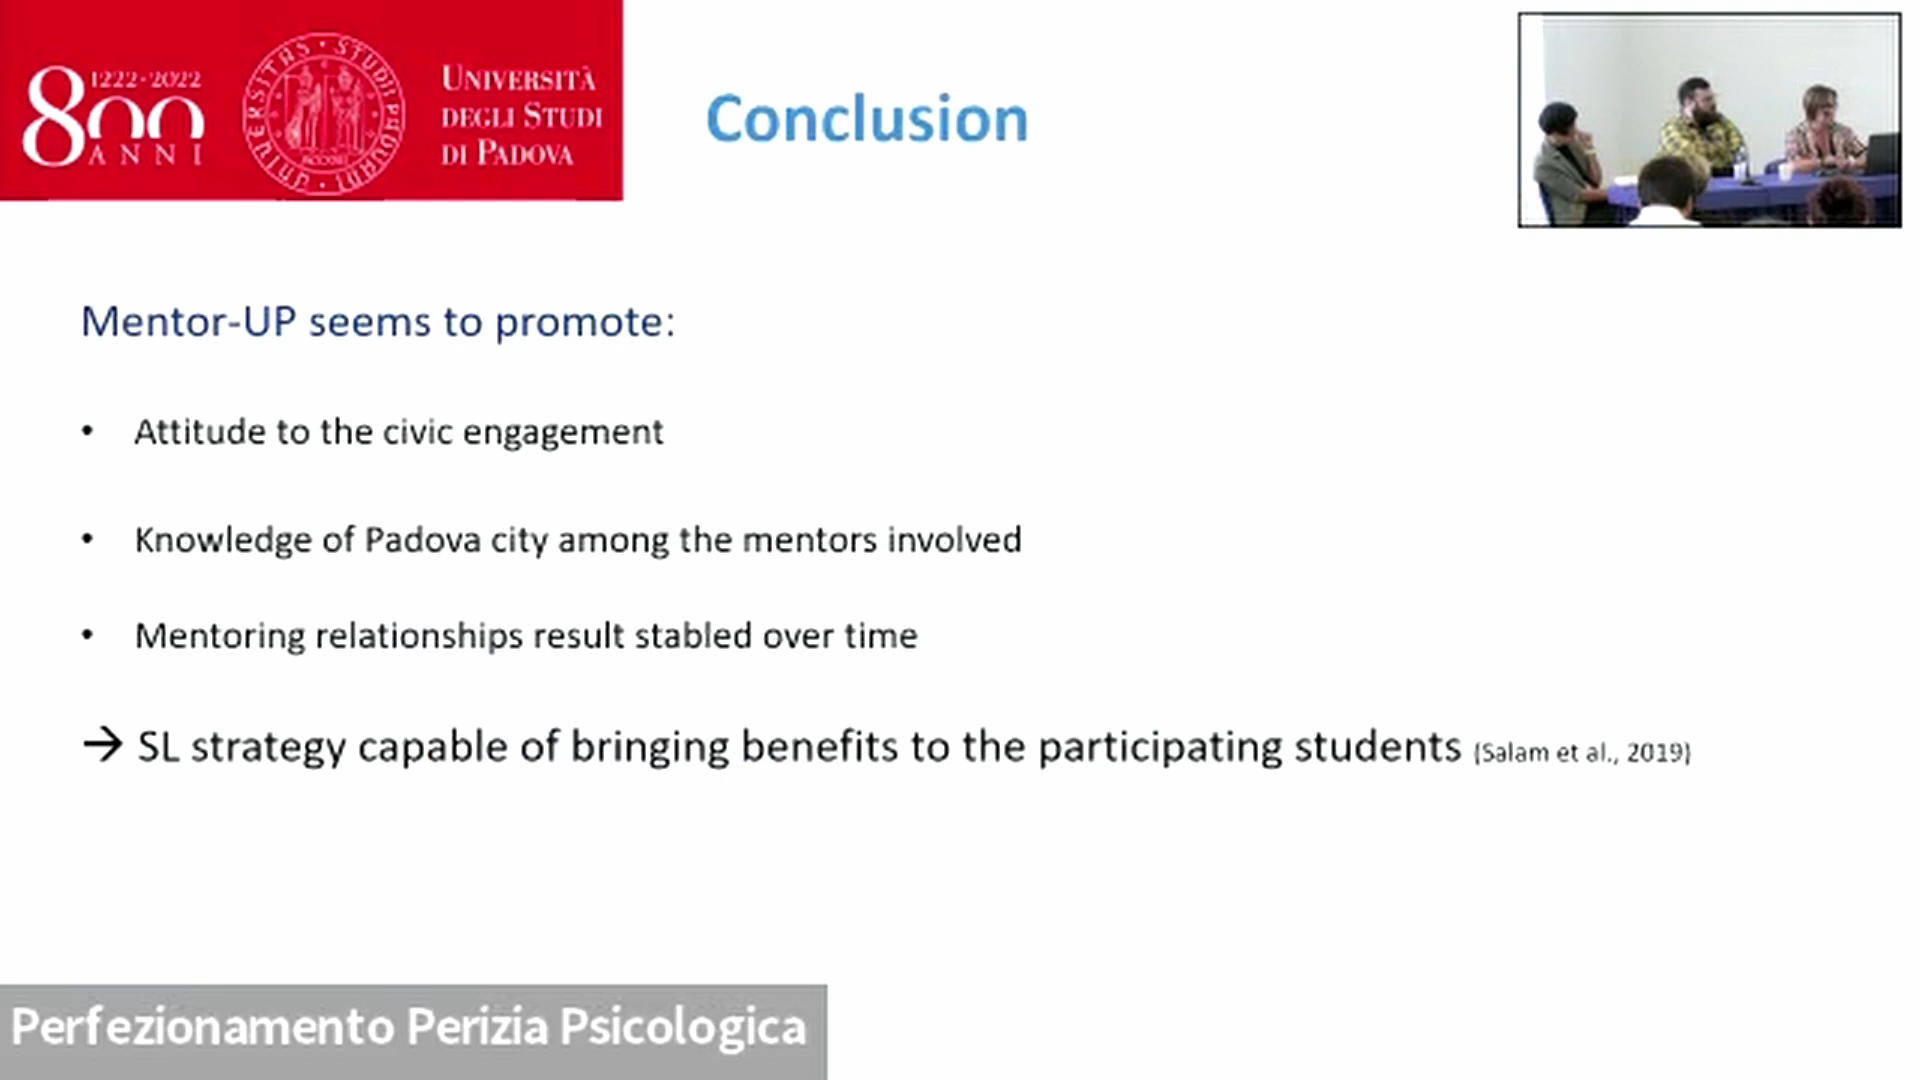 1222-2022
800
ANNI
UNIVERSITÀ
DEGLI STUDI
DI PADOVA
Conclusion
Mentor-UP seems to promote:
• Attitude to the civic engagement
• Knowledge of Padova city among the mentors involved
• Mentoring relationships result stabled over time
→ SL strategy capable of bringing benefits to the participating students (Salam et al., 2019)
Perfezionamento Perizia Psicologica